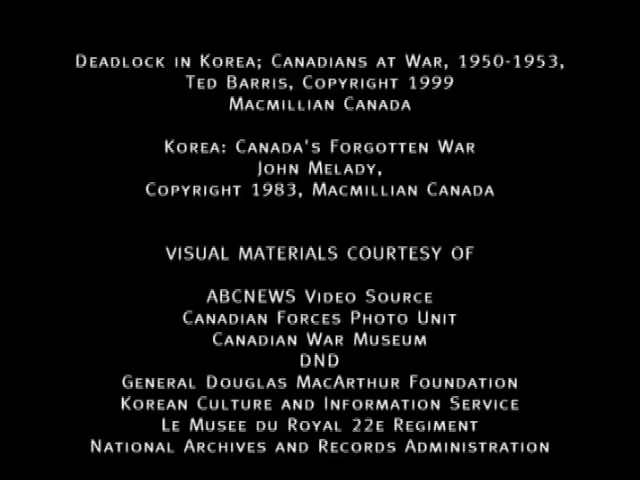 Deadlock in Korea; Canadians at War, 1950-1953,
Ted Barris, Copyright 1999
Macmillian Canada
Korea: Canada's Forgotten War
John Melady,
Copyright 1983, Macmillian Canada
VISUAL MATERIALS COURTESY OF
ABCNEWS Video Source
Canadian Forces Photo Unit
Canadian War Museum
DND
General Douglas MacArthur Foundation
Korean Culture and Information Service
Le Musee du Royal 22e Regiment
National Archives and Records Administration